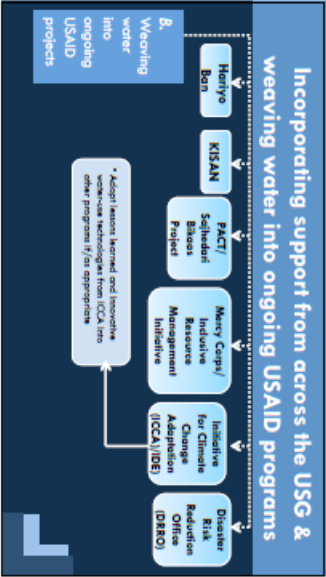 Incorporating support from across the USG &
weaving water into ongoing USAID programs
B.
Weaving
water
into
ongoing
USAID
projects
Hariyo
Ban
KISAN
PACT/
Sajhedari
Bikaas
Project
Mercy Corps/
Inclusive
Resource
Management
Initiative
Initiative
for Climate
Change
Adaptation
(ICCA)/IDE)
Disaster
Risk
Reduction
Office
(DRRO)
* Adopt lessons learned and innovative
water-use technologies from ICCA into
other programs if/as appropriate